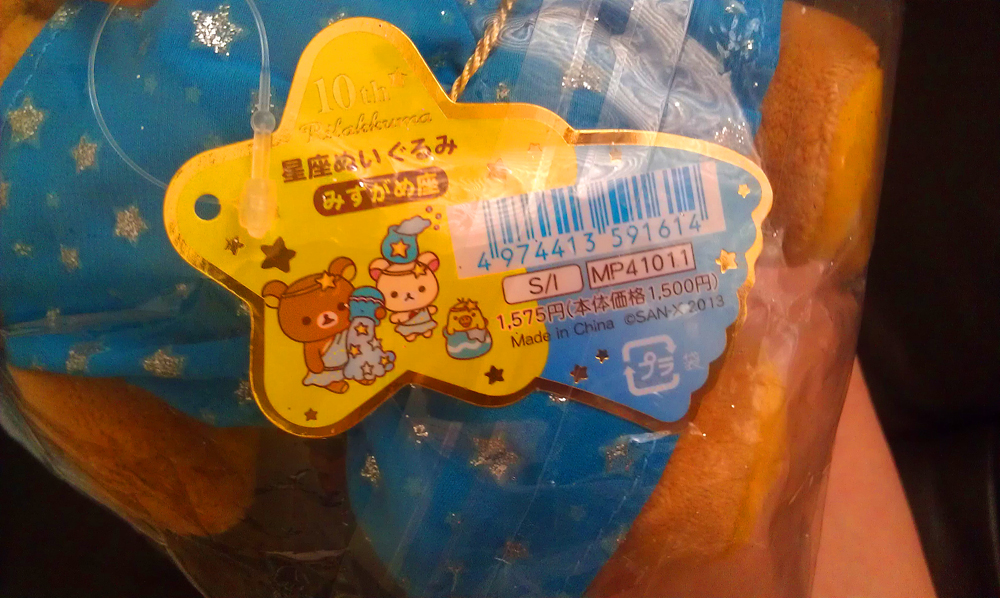 10th
Rilakkuma
星座ぬいぐるみ
みずがめ座
4 974413 591614
S/I MP41011
1,575円(本体価格1,500円)
Made in China ©SAN-X 2013
プラ 袋